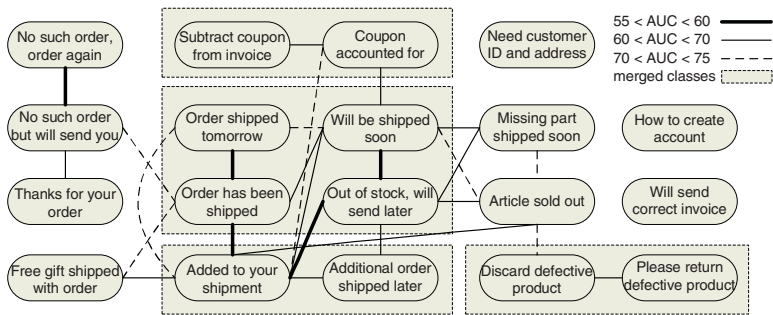 No such order,
order again
Subtract coupon
from invoice
Coupon
accounted for
Need customer
ID and address
55 < AUC < 60
60 < AUC < 70
70 < AUC < 75
merged classes
No such order
but will send you
Order shipped
tomorrow
Will be shipped
soon
Missing part
shipped soon
How to create
account
Thanks for your
order
Order has been
shipped
Out of stock, will
send later
Article sold out
Will send
correct invoice
Free gift shipped
with order
Added to your
shipment
Additional order
shipped later
Discard defective
product
Please return
defective product